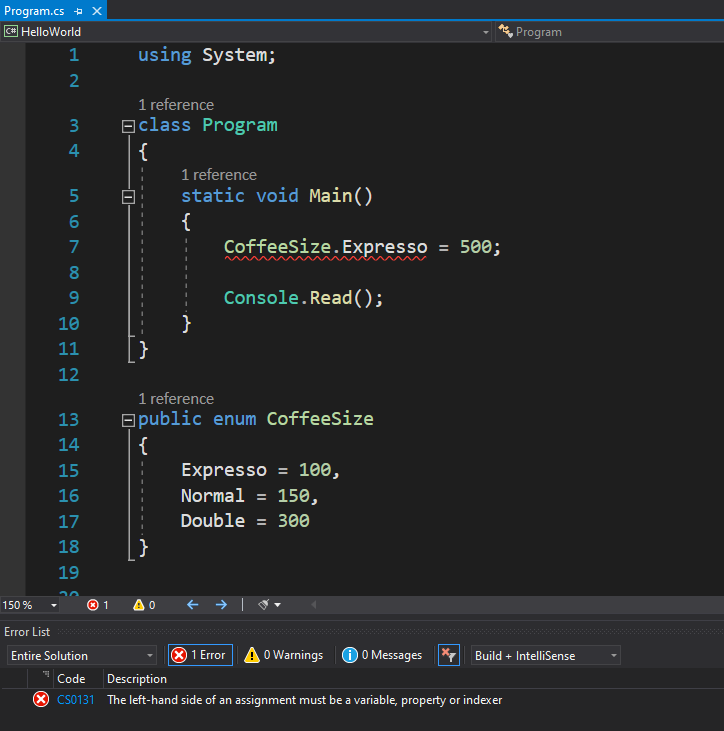 Program.cs
C# HelloWorld Program
1 using System;
2
1 reference
3 class Program
4 {
1 reference
5 static void Main()
6 {
7 CoffeeSize.Expresso = 500;
8
9 Console.Read();
10 }
11 }
12
1 reference
13 public enum CoffeeSize
14 {
15 Expresso = 100,
16 Normal = 150,
17 Double = 300
18 }
19
20
150 % 1 0
Error List
Entire Solution 1 Error 0 Warnings 0 Messages Build + IntelliSense
Code Description
CS0131 The left-hand side of an assignment must be a variable, property or indexer